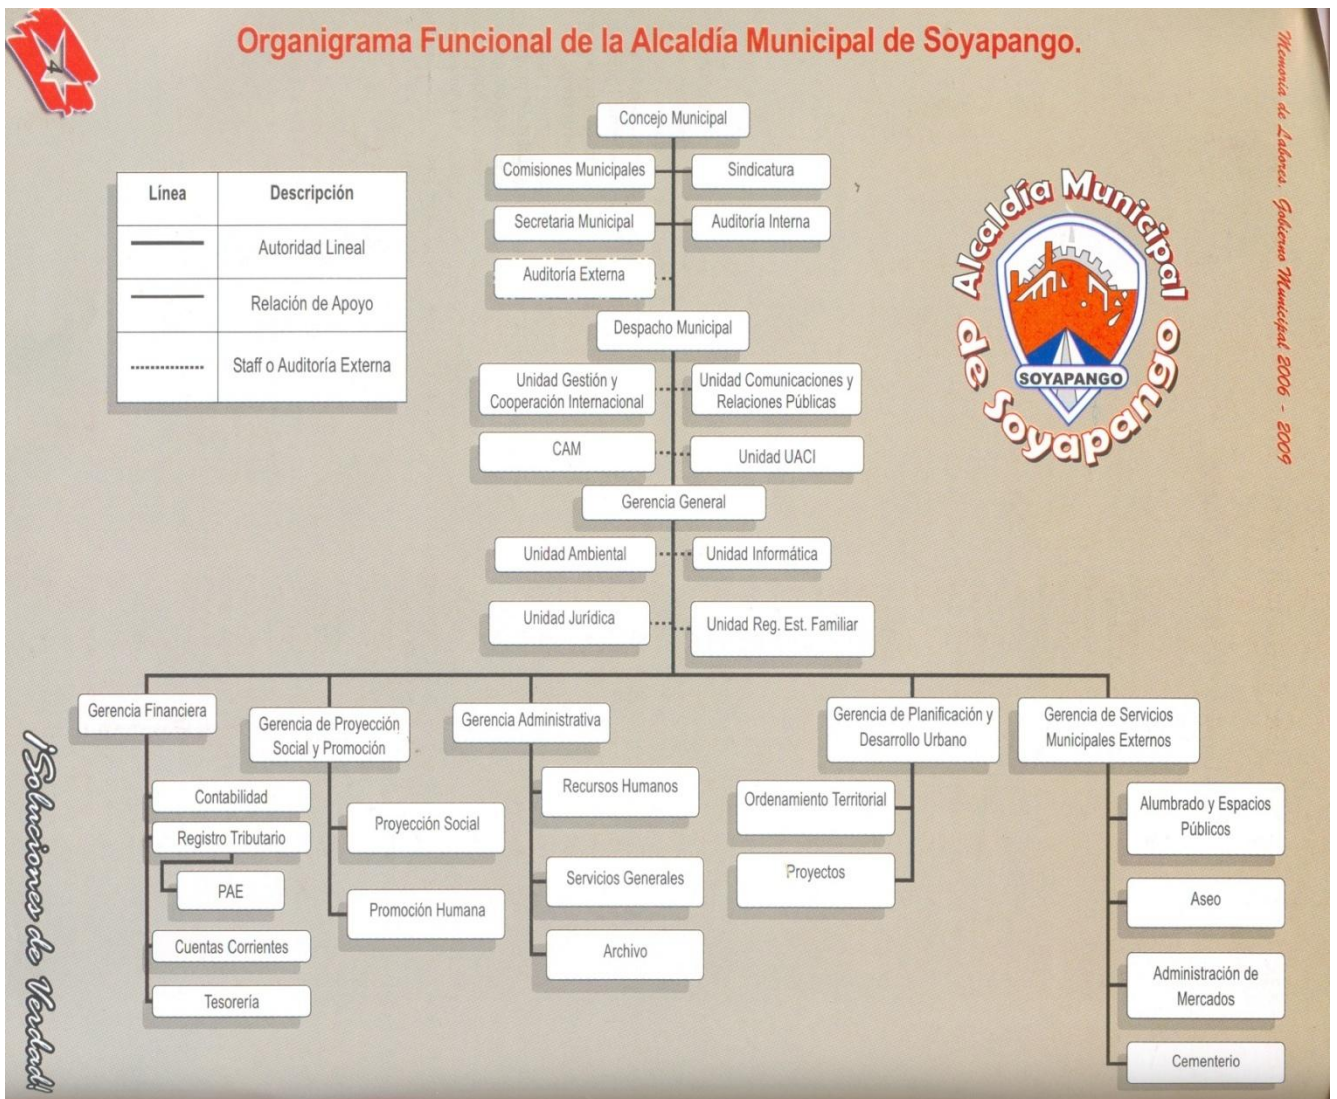 Organigrama Funcional de la Alcaldía Municipal de Soyapango.
4
Memoria de Labores. Gobierno Municipal 2006 - 2009
Concejo Municipal
Comisiones Municipales
Sindicatura
Secretaria Municipal
Auditoría Interna
Auditoría Externa
Despacho Municipal
Línea
Descripción
Autoridad Lineal
Relación de Apoyo
Staff o Auditoría Externa
Alcaldía Municipal
de Soyapango
SOYAPANGO
Unidad Gestión y
Cooperación Internacional
Unidad Comunicaciones y
Relaciones Públicas
CAM
Unidad UACI
Gerencia General
Unidad Ambiental
Unidad Informática
Unidad Jurídica
Unidad Reg. Est. Familiar
Gerencia Financiera
Contabilidad
Registro Tributario
PAE
Cuentas Corrientes
Tesorería
Gerencia de Proyección
Social y Promoción
Proyección Social
Promoción Humana
Gerencia Administrativa
Recursos Humanos
Servicios Generales
Archivo
Gerencia de Planificación y
Desarrollo Urbano
Ordenamiento Territorial
Proyectos
Gerencia de Servicios
Municipales Externos
Alumbrado y Espacios
Públicos
Aseo
Administración de
Mercados
Cementerio
¡Soluciones de Verdad!